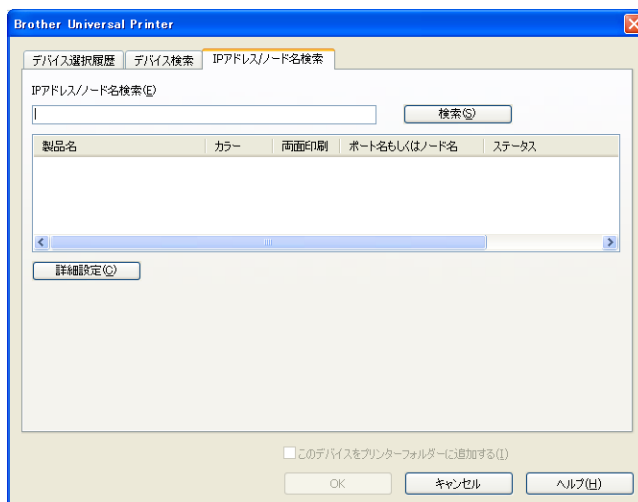 Brother Universal Printer
デバイス選択履歴 デバイス検索 IPアドレス/ノード名検索
IPアドレス/ノード名検索(E)
検索(S)
製品名 カラー 両面印刷 ポート名もしくはノード名 ステータス
詳細設定(C)
このデバイスをプリンターフォルダーに追加する(I)
OK キャンセル ヘルプ(H)